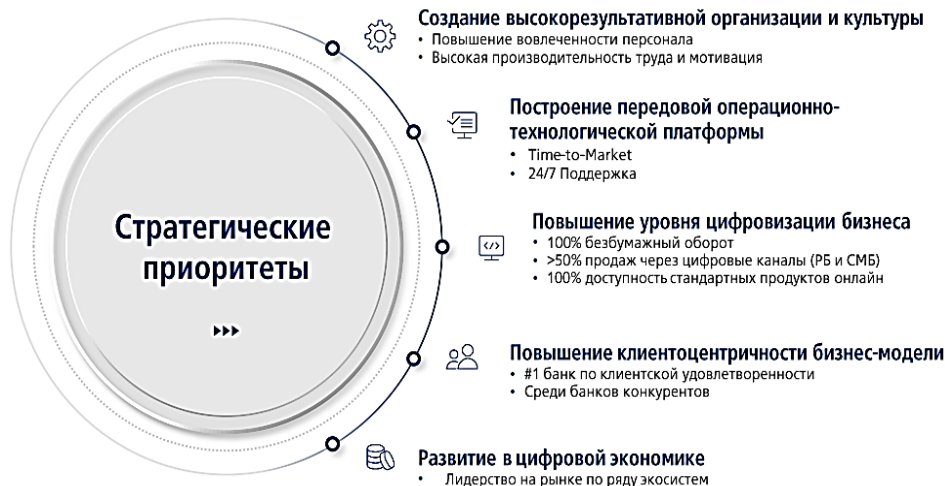 Создание высокорезультативной организации и культуры
• Повышение вовлеченности персонала
• Высокая производительность труда и мотивация
Построение передовой операционно-
технологической платформы
• Time-to-Market
• 24/7 Поддержка
Стратегические
приоритеты
Повышение уровня цифровизации бизнеса
• 100% безбумажный оборот
• >50% продаж через цифровые каналы (РБ и СМБ)
• 100% доступность стандартных продуктов онлайн
Повышение клиентоцентричности бизнес-модели
• #1 банк по клиентской удовлетворенности
• Среди банков конкурентов
Развитие в цифровой экономике
• Лидерство на рынке по ряду экосистем